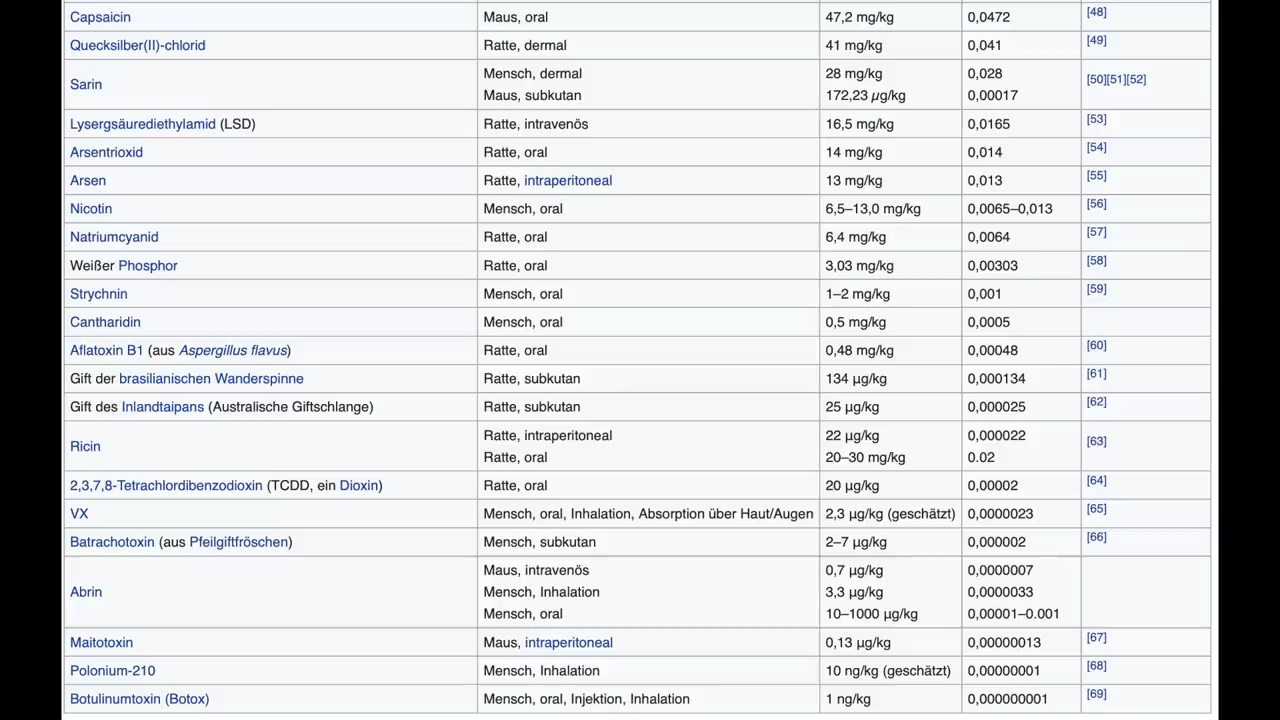 Capsaicin Maus, oral 47,2 mg/kg 0,0472 [48]
Quecksilber(II)-chlorid Ratte, dermal 41 mg/kg 0,041 [49]
Sarin Mensch, dermal 28 mg/kg 0,028 [50][51][52]
Maus, subkutan 172,23 µg/kg 0,00017
Lysergsäurediethylamid (LSD) Ratte, intravenös 16,5 mg/kg 0,0165 [53]
Arsentrioxid Ratte, oral 14 mg/kg 0,014 [54]
Arsen Ratte, intraperitoneal 13 mg/kg 0,013 [55]
Nicotin Mensch, oral 6,5–13,0 mg/kg 0,0065–0,013 [56]
Natriumcyanid Ratte, oral 6,4 mg/kg 0,0064 [57]
Weißer Phosphor Ratte, oral 3,03 mg/kg 0,00303 [58]
Strychnin Mensch, oral 1–2 mg/kg 0,001 [59]
Cantharidin Mensch, oral 0,5 mg/kg 0,0005
Aflatoxin B1 (aus Aspergillus flavus) Ratte, oral 0,48 mg/kg 0,00048 [60]
Gift der brasilianischen Wanderspinne Ratte, subkutan 134 µg/kg 0,000134 [61]
Gift des Inlandtaipans (Australische Giftschlange) Ratte, subkutan 25 µg/kg 0,000025 [62]
Ricin Ratte, intraperitoneal 22 µg/kg 0,000022 [63]
Ratte, oral 20–30 mg/kg 0.02
2,3,7,8-Tetrachlordibenzodioxin (TCDD, ein Dioxin) Ratte, oral 20 µg/kg 0,00002 [64]
VX Mensch, oral, Inhalation, Absorption über Haut/Augen 2,3 µg/kg (geschätzt) 0,0000023 [65]
Batrachotoxin (aus Pfeilgiftfröschen) Mensch, subkutan 2–7 µg/kg 0,000002 [66]
Abrin Maus, intravenös 0,7 µg/kg 0,0000007
Mensch, Inhalation 3,3 µg/kg 0,0000033
Mensch, oral 10–1000 µg/kg 0,00001–0.001
Maitotoxin Maus, intraperitoneal 0,13 µg/kg 0,00000013 [67]
Polonium-210 Mensch, Inhalation 10 ng/kg (geschätzt) 0,00000001 [68]
Botulinumtoxin (Botox) Mensch, oral, Injektion, Inhalation 1 ng/kg 0,000000001 [69]